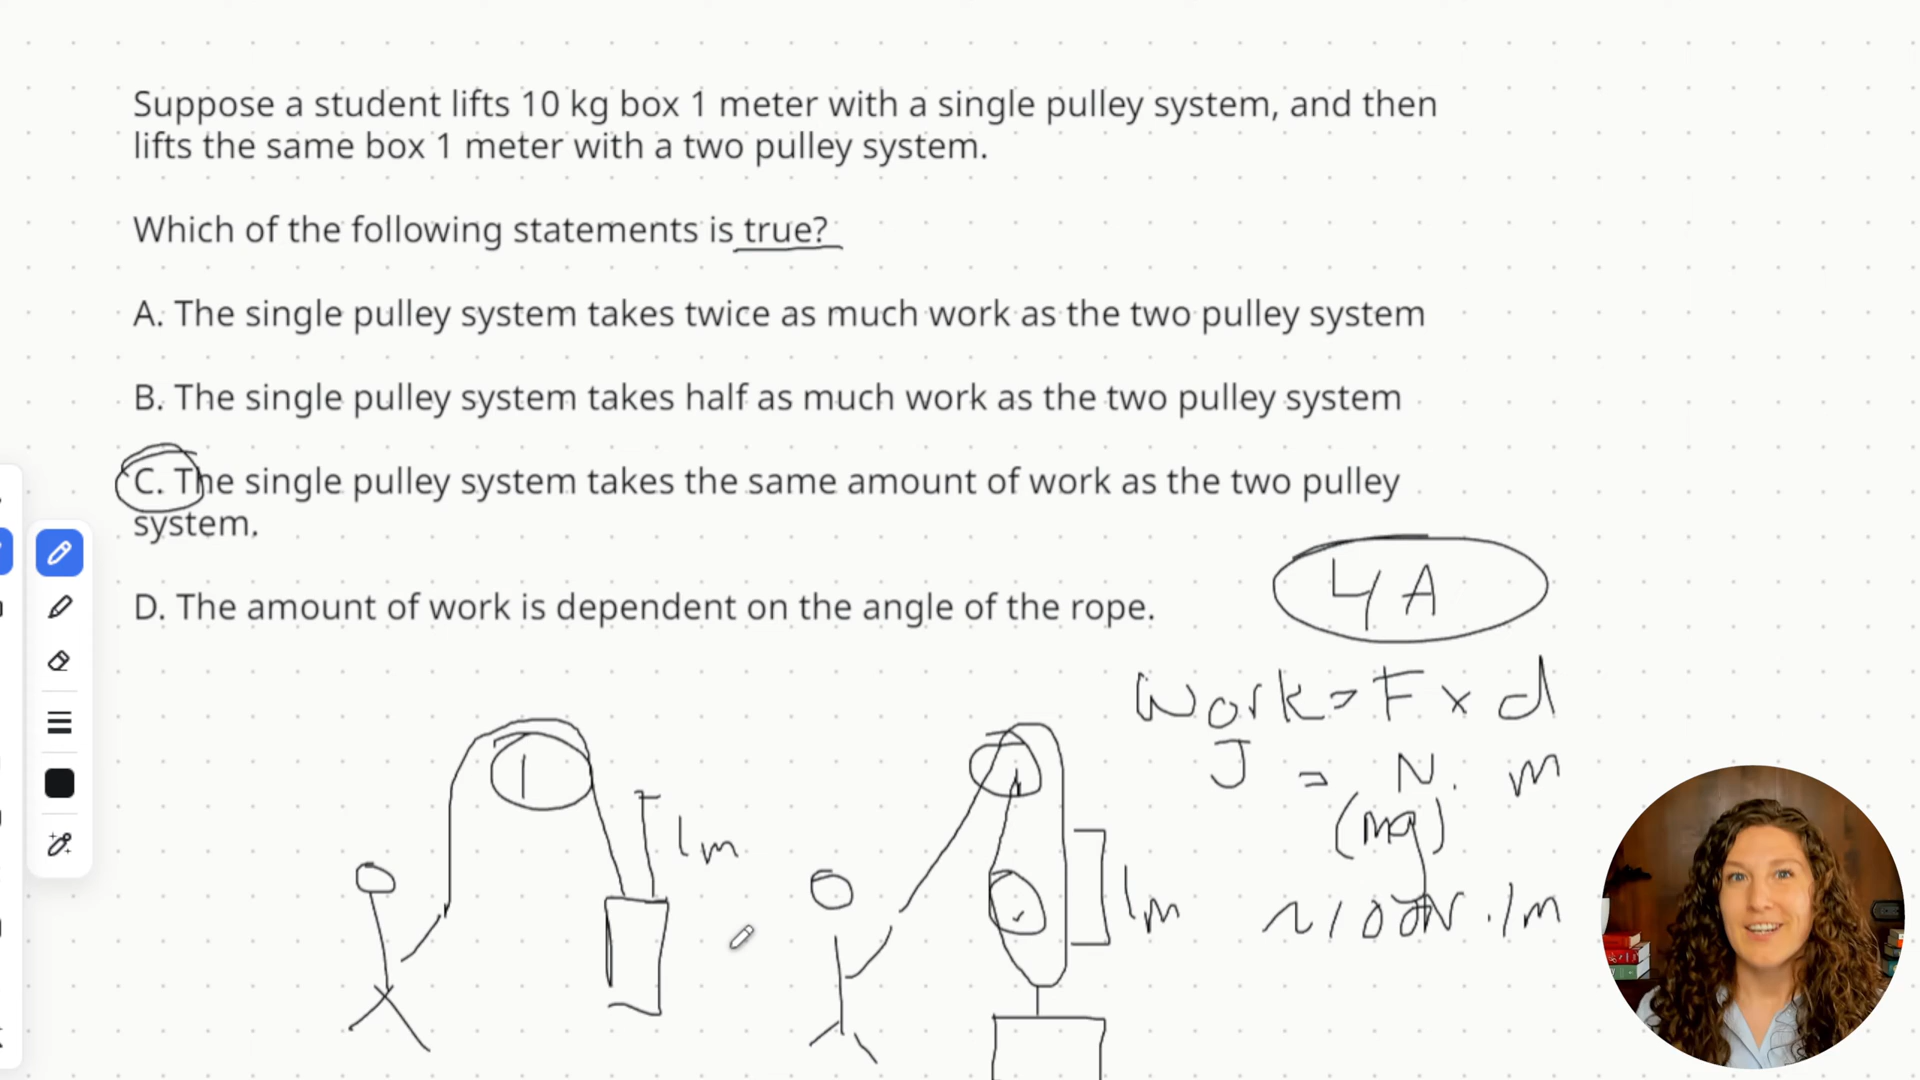 Suppose a student lifts 10 kg box 1 meter with a single pulley system, and then
lifts the same box 1 meter with a two pulley system.
Which of the following statements is true?
A. The single pulley system takes twice as much work as the two pulley system
B. The single pulley system takes half as much work as the two pulley system
C. The single pulley system takes the same amount of work as the two pulley
system.
D. The amount of work is dependent on the angle of the rope.
4A
Work = F x d
J = N. m
(mg)
~100N . 1m
1
1m
1m